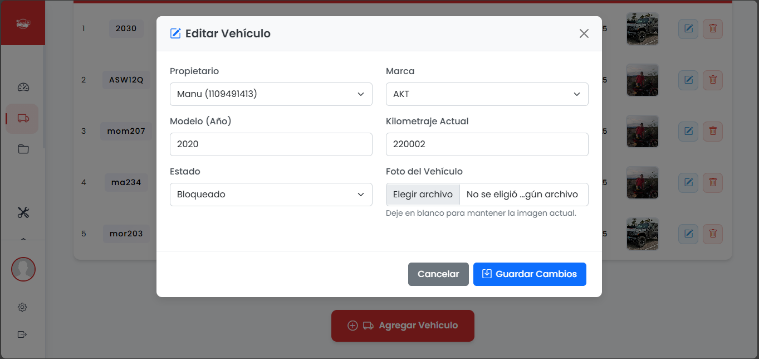 Editar Vehículo
Propietario
Marca
Manu (1109491413)
AKT
Modelo (Año)
Kilometraje Actual
2020
220002
Estado
Foto del Vehículo
Bloqueado
Elegir archivo
No se eligió ...gún archivo
Deje en blanco para mantener la imagen actual.
Cancelar
Guardar Cambios
1
2030
2
ASW12Q
3
mom207
4
ma234
5
mor203
Agregar Vehículo